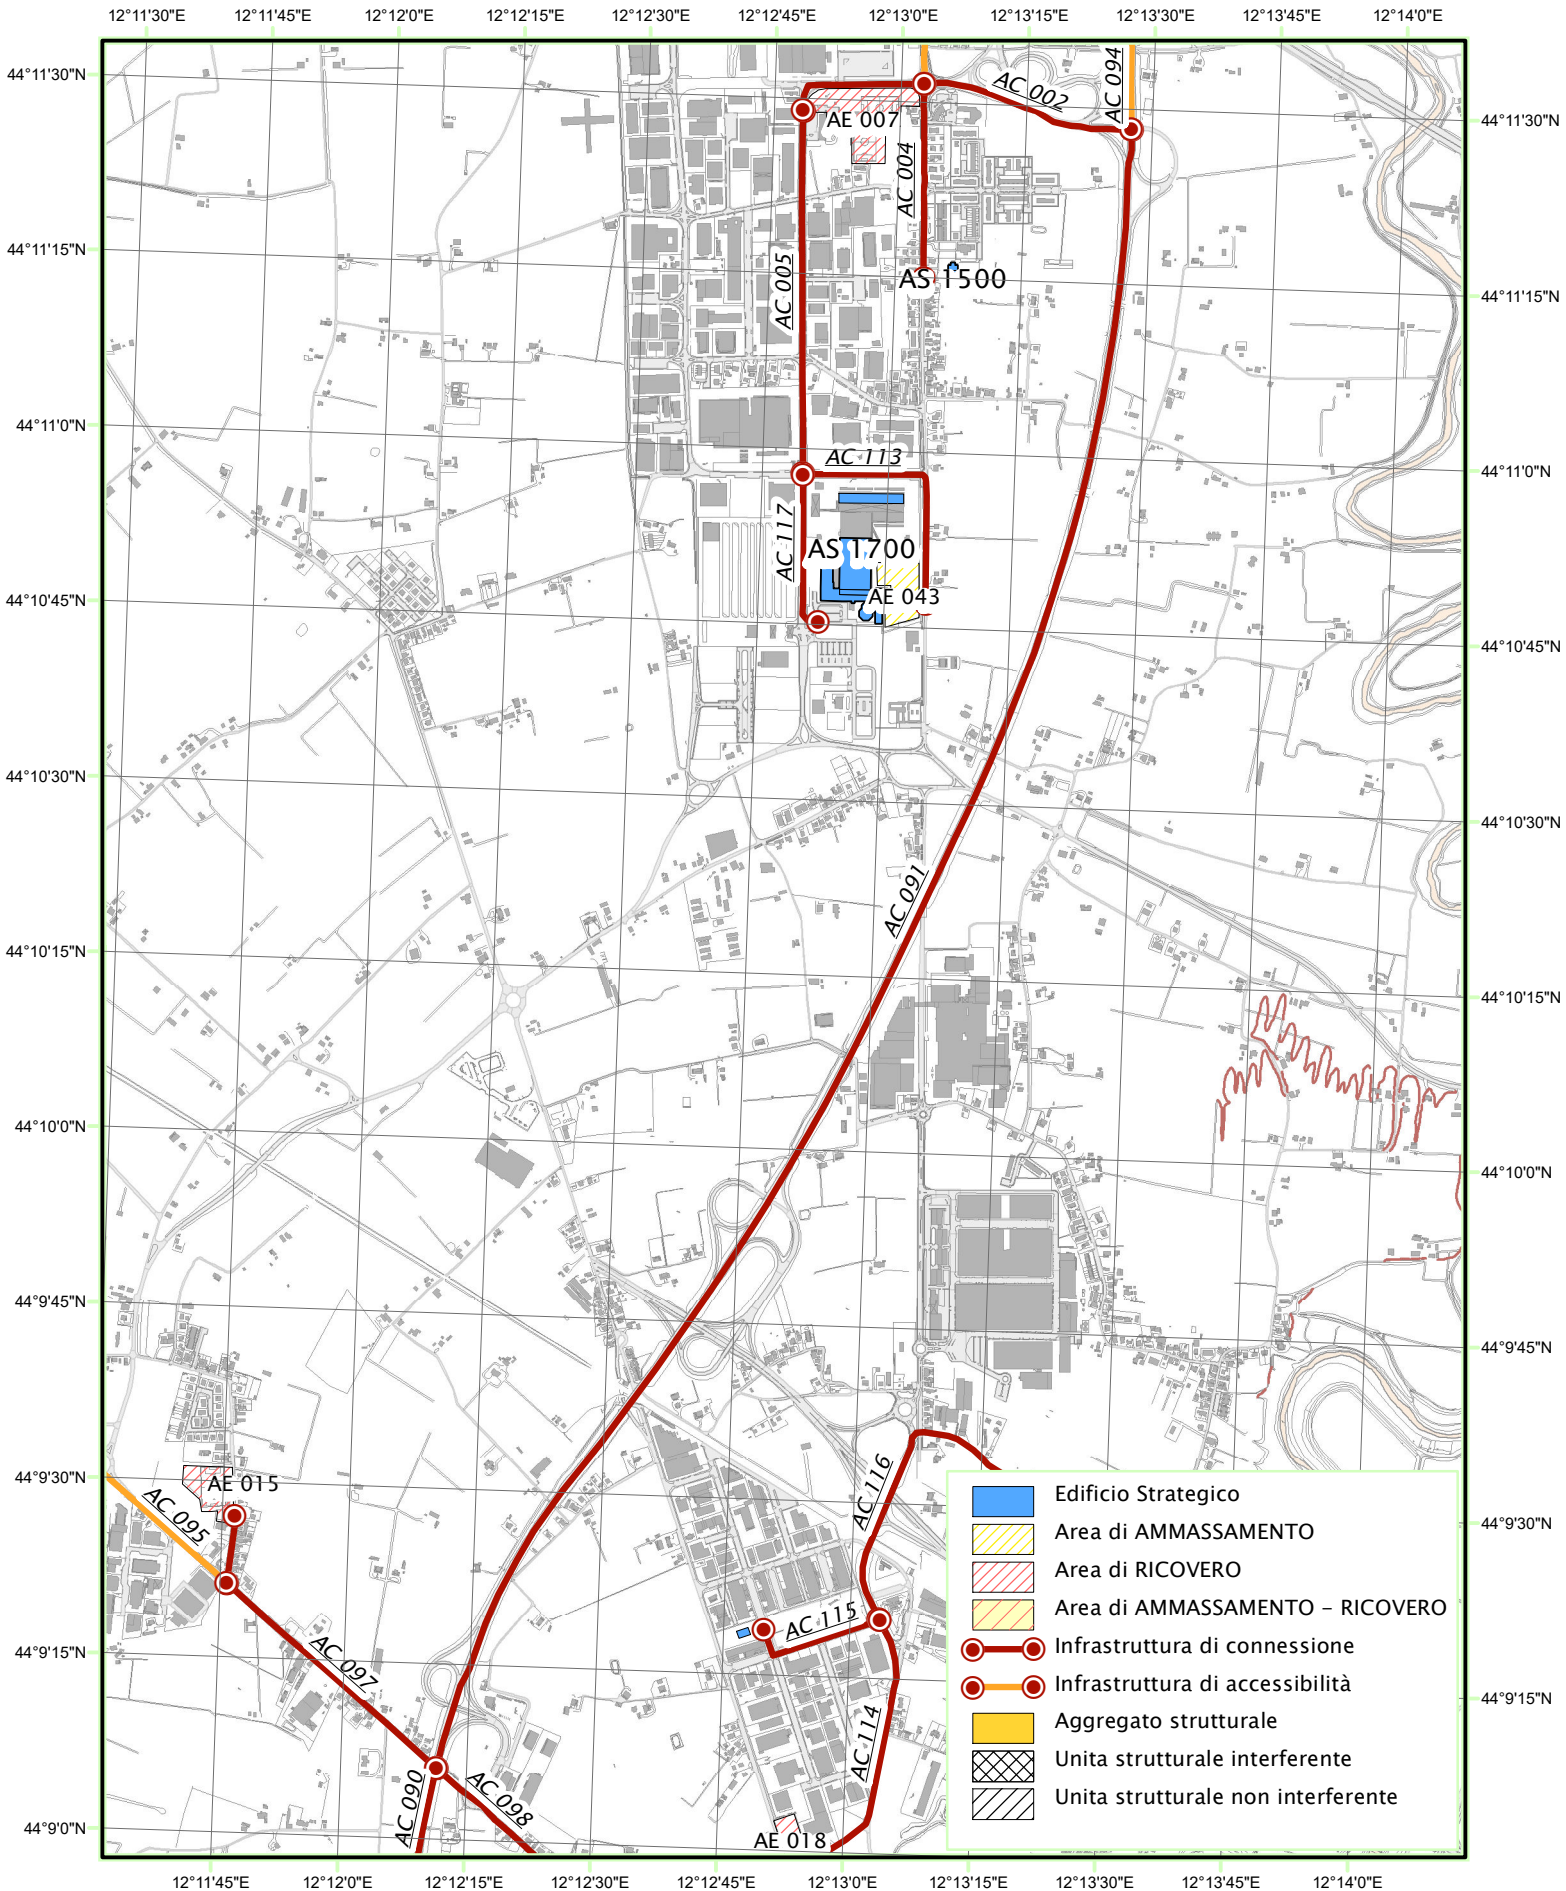 12°11'30"E 12°11'45"E 12°12'0"E 12°12'15"E 12°12'30"E 12°12'45"E 12°13'0"E 12°13'15"E 12°13'30"E 12°13'45"E 12°14'0"E
44°11'30"N
44°11'15"N
44°11'0"N
44°10'45"N
44°10'30"N
44°10'15"N
44°10'0"N
44°9'45"N
44°9'30"N
44°9'15"N
44°9'0"N
AC 002
AC 094
AE 007
AC 004
AC 005
AS 1500
AC 113
AC 117
AS 1700
AE 043
AC 091
AE 015
AC 095
AC 116
AC 115
AC 097
AC 114
AC 090
AC 098
AE 018
44°11'30"N
44°11'15"N
44°11'0"N
44°10'45"N
44°10'30"N
44°10'15"N
44°10'0"N
44°9'45"N
44°9'30"N
44°9'15"N
Edificio Strategico
Area di AMMASSAMENTO
Area di RICOVERO
Area di AMMASSAMENTO - RICOVERO
Infrastruttura di connessione
Infrastruttura di accessibilità
Aggregato strutturale
Unita strutturale interferente
Unita strutturale non interferente
12°11'45"E 12°12'0"E 12°12'15"E 12°12'30"E 12°12'45"E 12°13'0"E 12°13'15"E 12°13'30"E 12°13'45"E 12°14'0"E